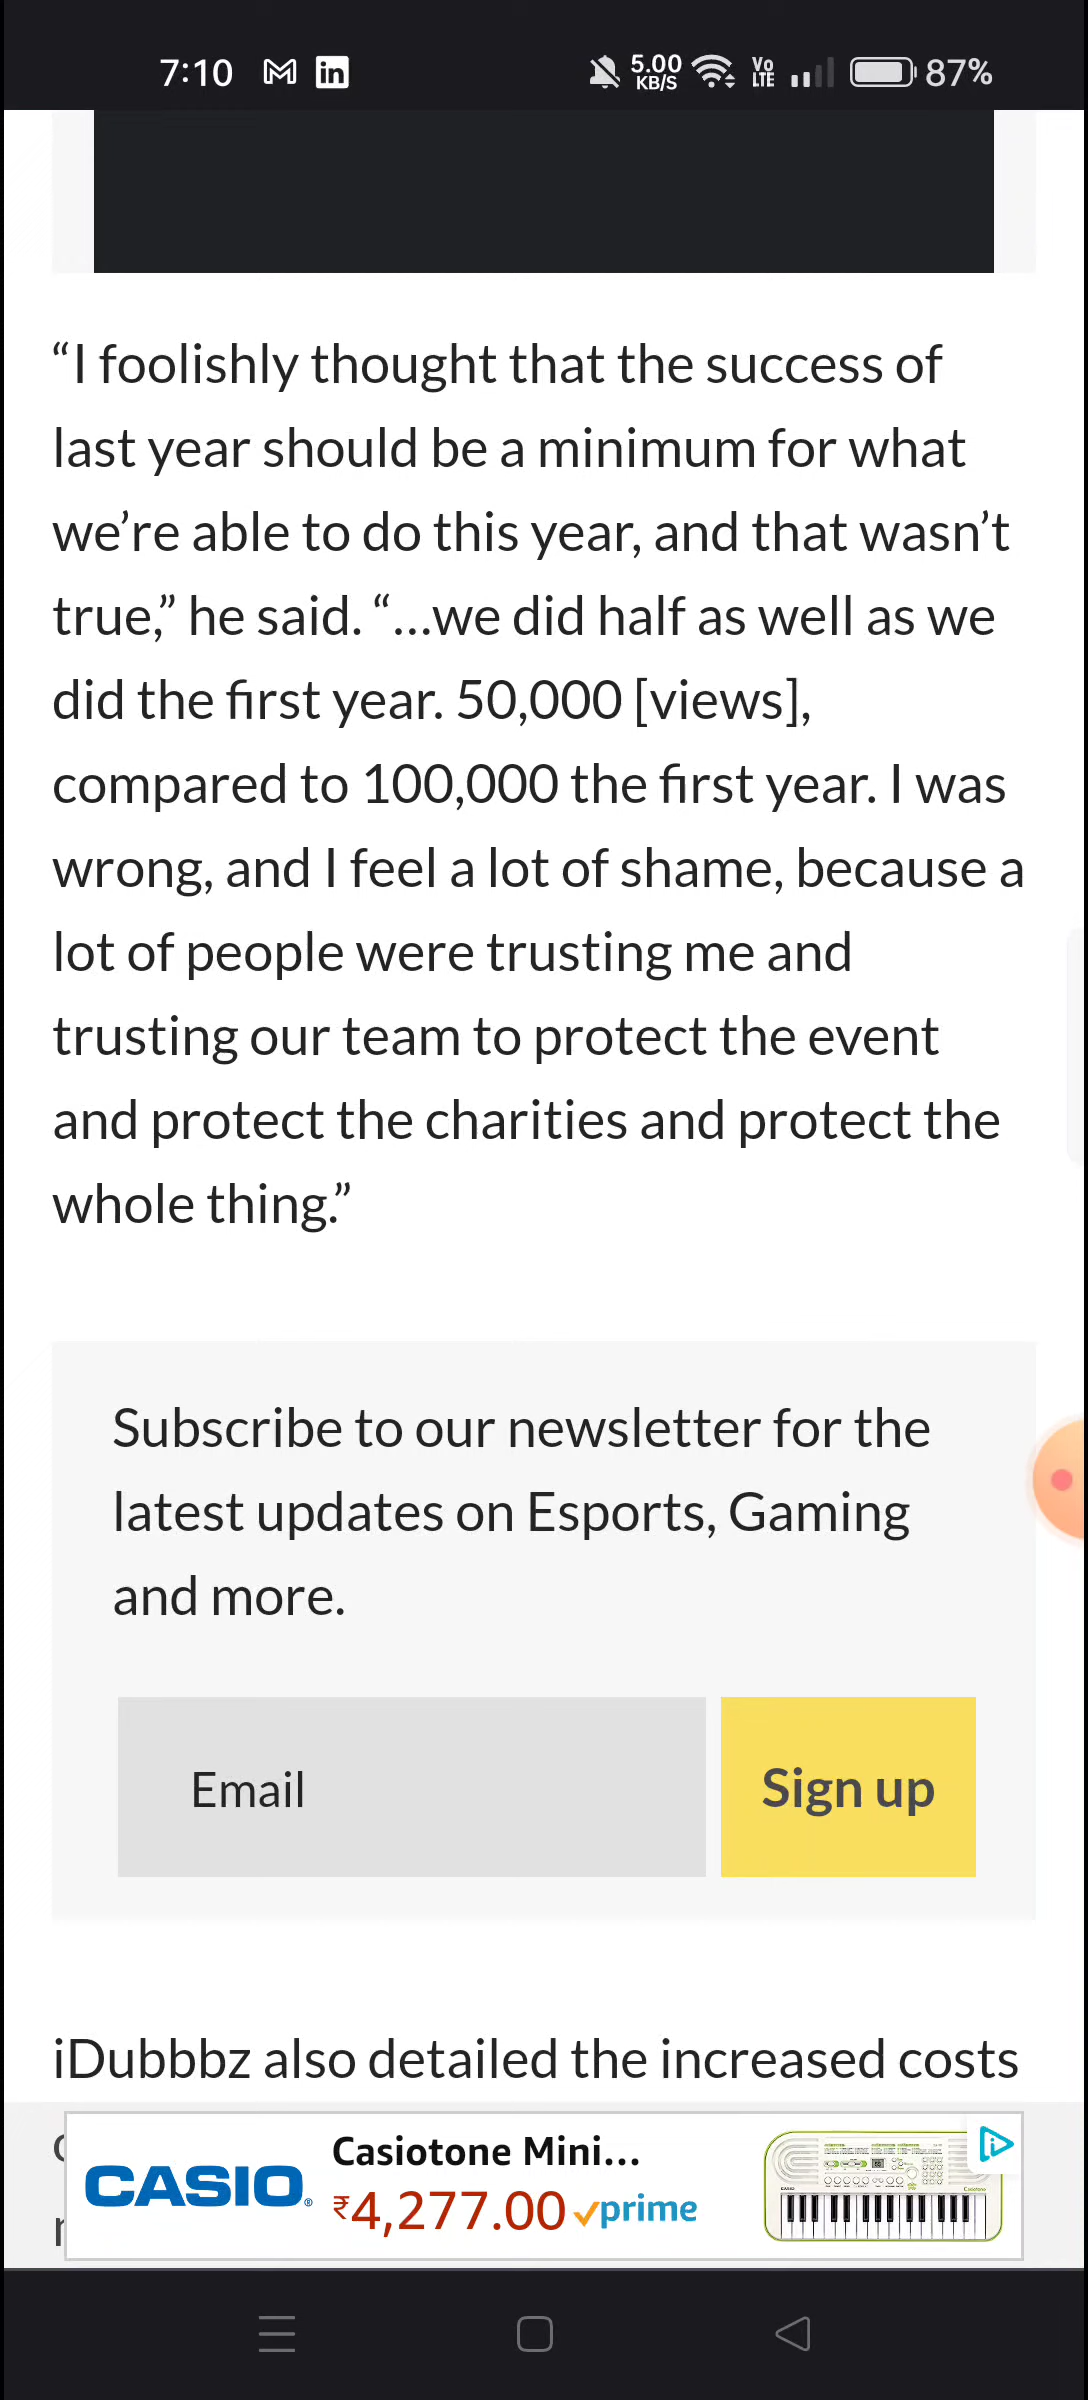 7:10 M in 5.00 KB/S Vo LTE 87%
“I foolishly thought that the success of
last year should be a minimum for what
we’re able to do this year, and that wasn’t
true,” he said. “…we did half as well as we
did the first year. 50,000 [views],
compared to 100,000 the first year. I was
wrong, and I feel a lot of shame, because a
lot of people were trusting me and
trusting our team to protect the event
and protect the charities and protect the
whole thing.”
Subscribe to our newsletter for the
latest updates on Esports, Gaming
and more.
Email
Sign up
iDubbbz also detailed the increased costs
CASIO®
Casiotone Mini...
₹4,277.00 prime